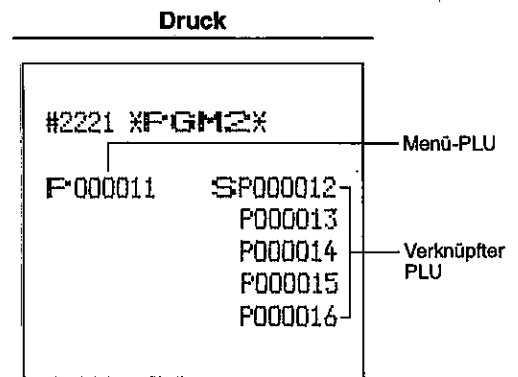 Druck
#2221 *PGM2*
Menü-PLU
P000011 SP000012
P000013
P000014
Verknüpfter
PLU
P000015
P000016